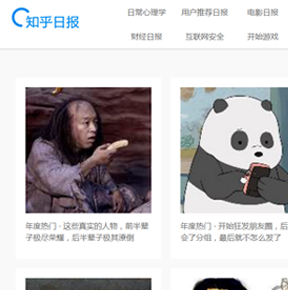 知乎日报
日常心理学 用户推荐日报 电影日报
财经日报 互联网安全 开始游戏
年度热门 · 这些真实的人物，前半辈
子极尽荣耀，后半辈子极其潦倒
年度热门 · 开始狂发朋友圈，后
会了分组，最后就不怎么发了